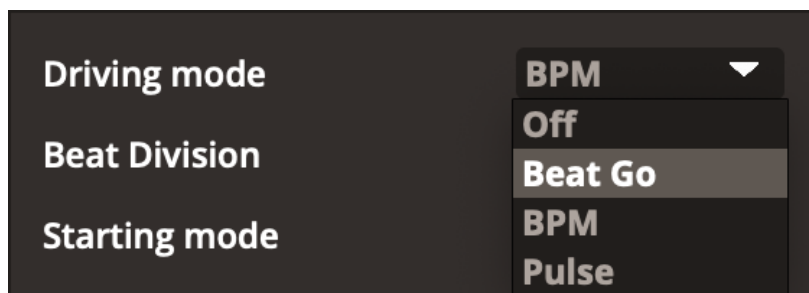 Driving mode
BPM
Off
Beat Division
Beat Go
BPM
Starting mode
Pulse